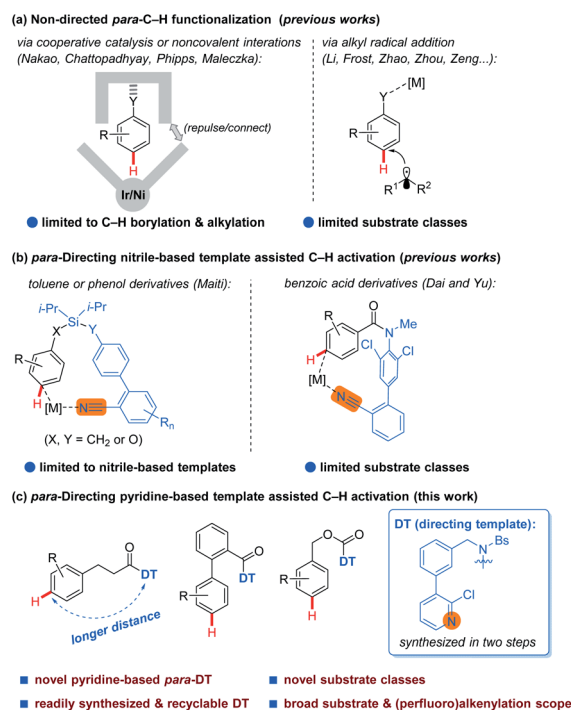 (a) Non-directed para-C–H functionalization (previous works)
via cooperative catalysis or noncovalent interations
(Nakao, Chattopadhyay, Phipps, Maleczka):
via alkyl radical addition
(Li, Frost, Zhao, Zhou, Zeng...):
Y
R
(repulse/connect)
H
Ir/Ni
Y
[M]
R
H
R1
R2
limited to C–H borylation & alkylation
limited substrate classes
(b) para-Directing nitrile-based template assisted C–H activation (previous works)
toluene or phenol derivatives (Maiti):
benzoic acid derivatives (Dai and Yu):
i-Pr
i-Pr
Si
X
Y
R
H
[M]
N
Rn
(X, Y = CH2 or O)
O
R
N
Me
Cl
Cl
H
[M]
N
limited to nitrile-based templates
limited substrate classes
(c) para-Directing pyridine-based template assisted C–H activation (this work)
R
O
DT
H
longer distance
O
DT
R
H
O
O
DT
R
H
DT (directing template):
N
Bs
Cl
N
synthesized in two steps
novel pyridine-based para-DT
novel substrate classes
readily synthesized & recyclable DT
broad substrate & (perfluoro)alkenylation scope